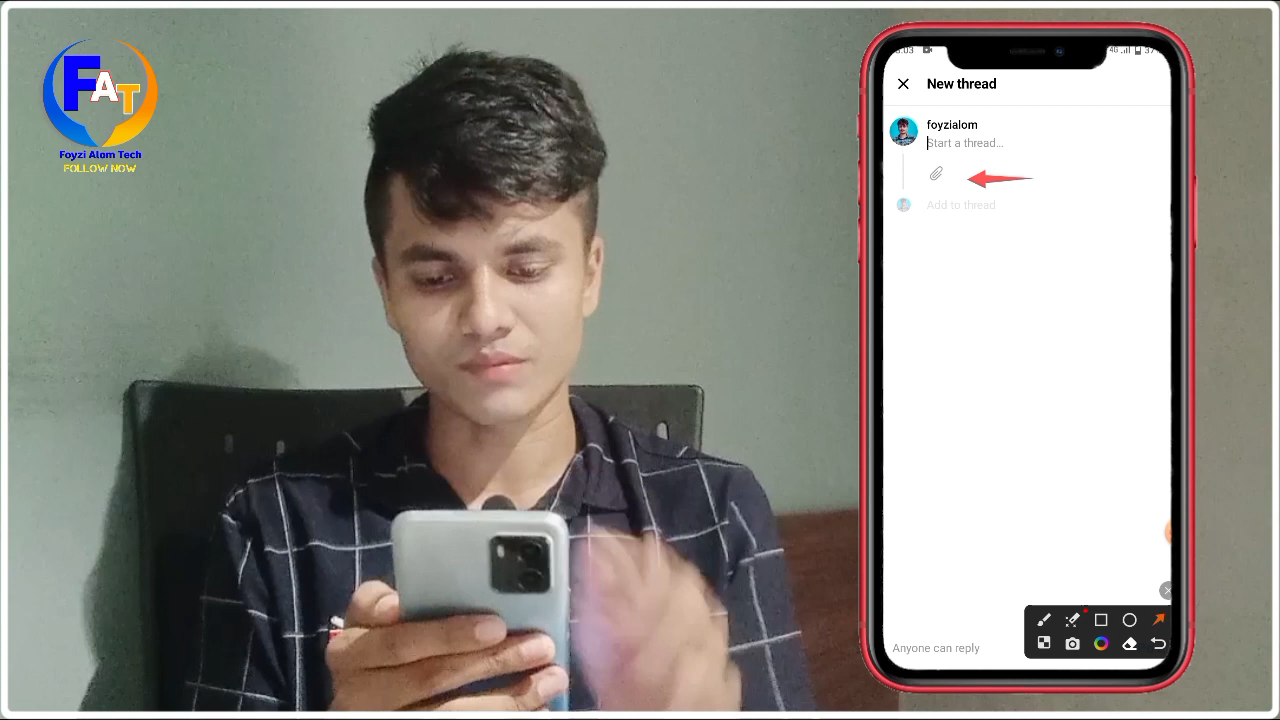 FAT
Foyzi Alom Tech
FOLLOW NOW
New thread
foyzialom
Start a thread...
Add to thread
Anyone can reply